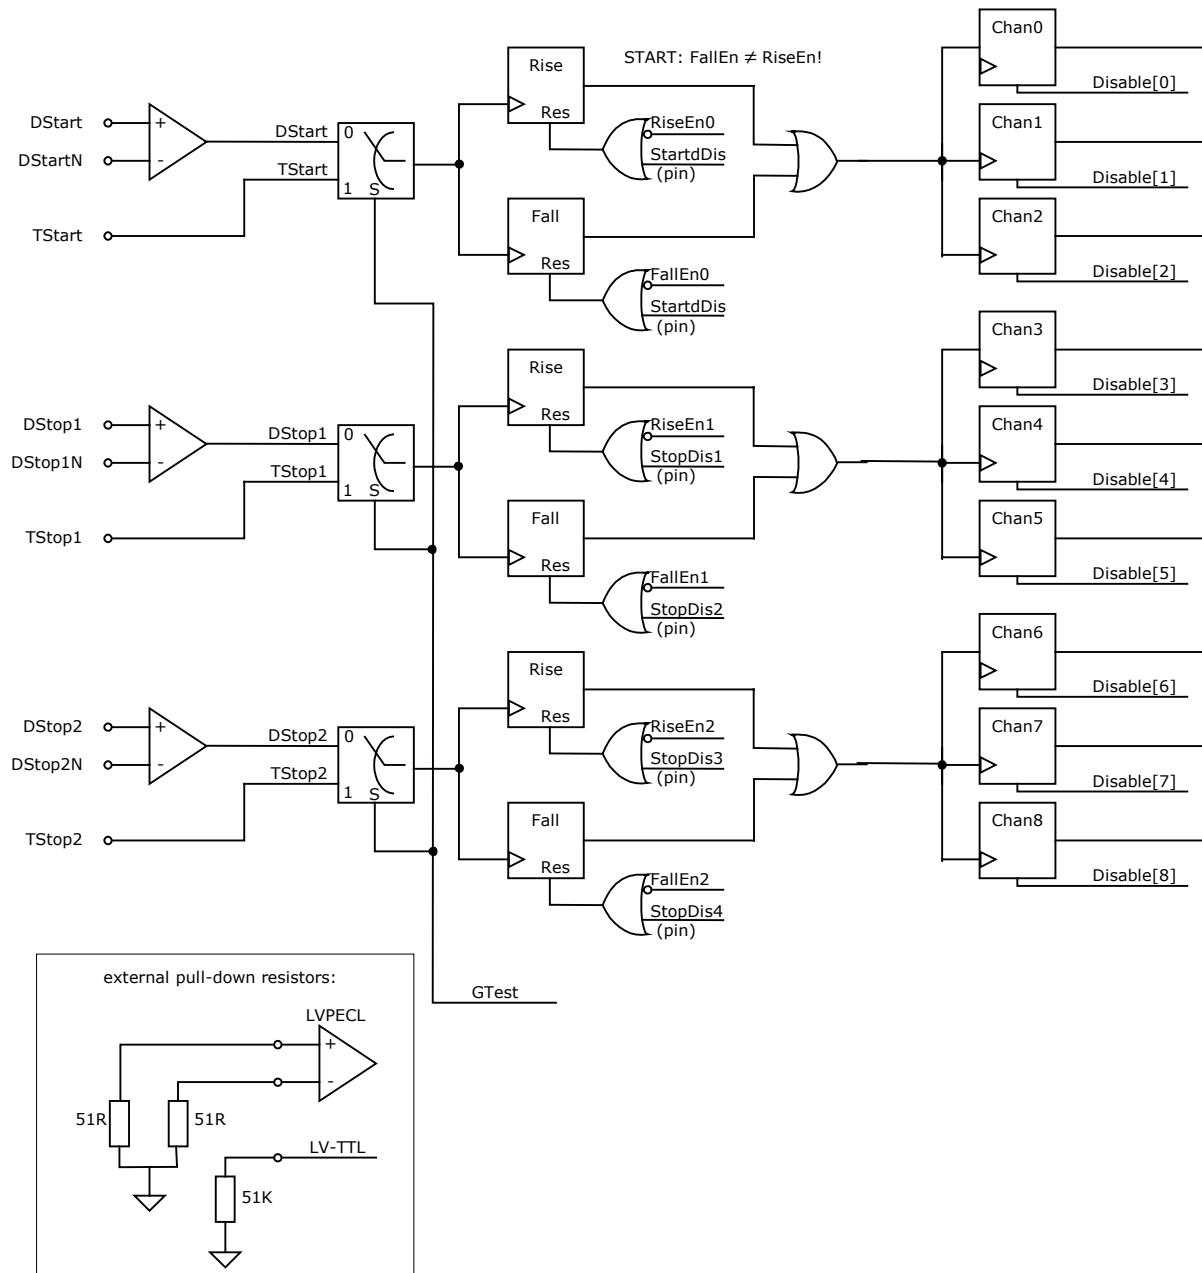 START: FallEn ≠ RiseEn!
DStart
DStartN
TStart
+
-
DStart
TStart
0
1
S
Rise
Res
RiseEn0
StartdDis
(pin)
Fall
Res
FallEn0
StartdDis
(pin)
Chan0
Disable[0]
Chan1
Disable[1]
Chan2
Disable[2]
DStop1
DStop1N
TStop1
+
-
DStop1
TStop1
0
1
S
Rise
Res
RiseEn1
StopDis1
(pin)
Fall
Res
FallEn1
StopDis2
(pin)
Chan3
Disable[3]
Chan4
Disable[4]
Chan5
Disable[5]
DStop2
DStop2N
TStop2
+
-
DStop2
TStop2
0
1
S
Rise
Res
RiseEn2
StopDis3
(pin)
Fall
Res
FallEn2
StopDis4
(pin)
Chan6
Disable[6]
Chan7
Disable[7]
Chan8
Disable[8]
GTest
external pull-down resistors:
LVPECL
+
-
51R
51R
LV-TTL
51K